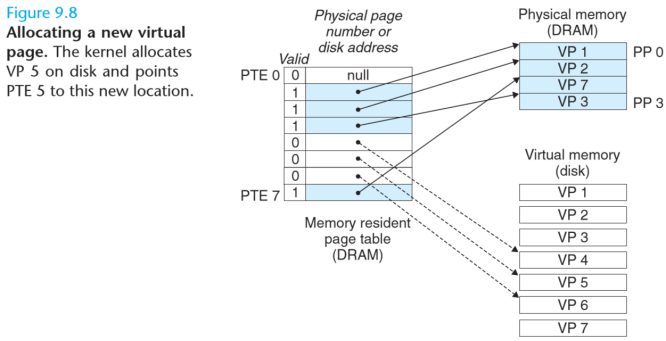 Figure 9.8
Allocating a new virtual
page. The kernel allocates
VP 5 on disk and points
PTE 5 to this new location.
Physical page
number or
disk address
Valid
PTE 0 0 null
1
1
1
0
0
0
PTE 7 1
Memory resident
page table
(DRAM)
Physical memory
(DRAM)
VP 1 PP 0
VP 2
VP 7
VP 3 PP 3
Virtual memory
(disk)
VP 1
VP 2
VP 3
VP 4
VP 5
VP 6
VP 7